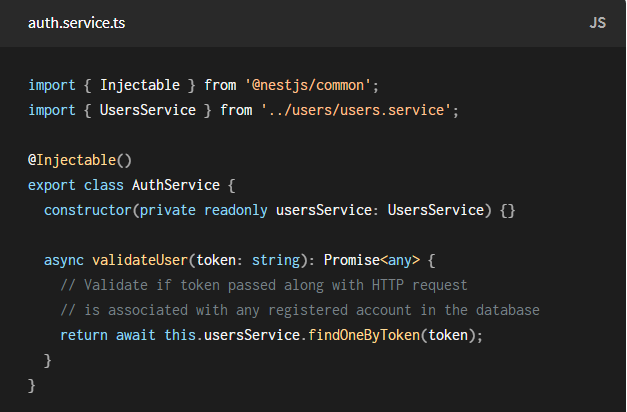 auth.service.ts JS
import { Injectable } from '@nestjs/common';
import { UsersService } from '../users/users.service';
@Injectable()
export class AuthService {
constructor(private readonly usersService: UsersService) {}
async validateUser(token: string): Promise<any> {
// Validate if token passed along with HTTP request
// is associated with any registered account in the database
return await this.usersService.findOneByToken(token);
}
}